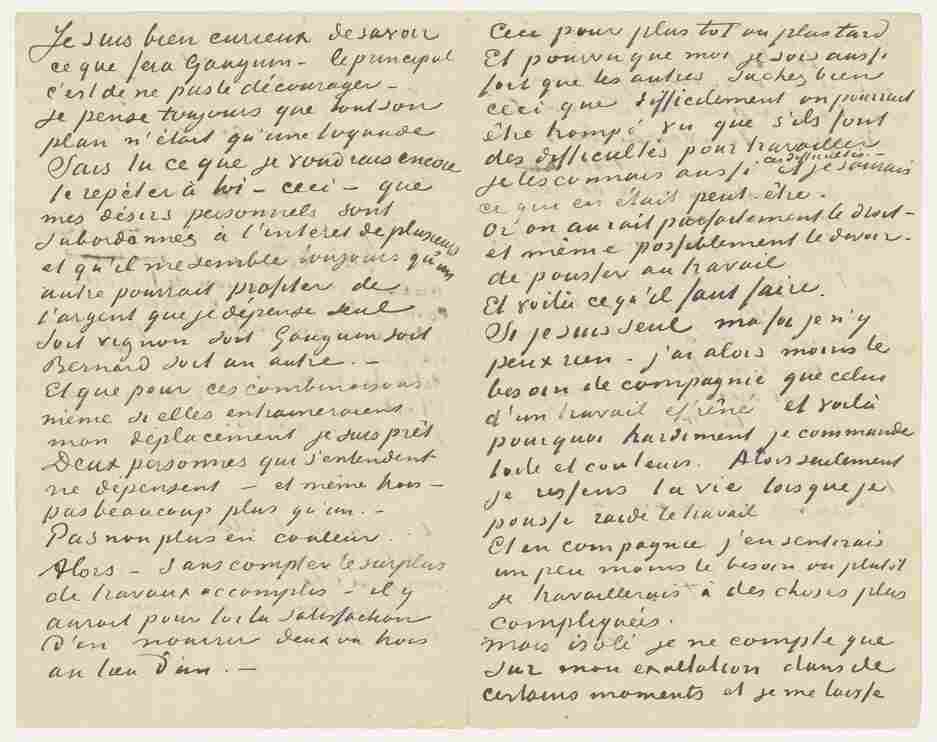 Je suis bien curieux de savoir
ce que fera Gauguin – le principal
c'est de ne pas le décourager –
je pense toujours que tout son
plan n'était qu'une toquade
Sais tu ce que je voudrais encore
te repéter à toi – ceci – que
mes désirs personnels sont
subordonnés à l'intérêt de plusieurs
et qu'il me semble toujours qu'un
autre pourrait profiter de
l'argent que je dépense seul
soit Vignon soit Gauguin soit
Bernard soit un autre. –
Et que pour ces combinaisons
même si elles entraineraient
mon déplacement je suis prêt
Deux personnes qui s'entendent
ne dépensent – et même trois –
pas beaucoup plus qu'un. –
Pas non plus en couleur.
Alors – sans compter le surplus
de travaux accomplis – il y
aurait pour toi la satisfaction
d'en nourrir deux ou trois
au lieu d'un. –
Ceci pour plus tot ou plus tard
Et pourvu que moi je sois aussi
fort que les autres sachez bien
ceci que difficilement on pourrait
être trompé vu que s'ils font
des difficultés pour travailler
je les connais aussi ces difficultés – et je saurais
ce que en était peut-être.
Or on aurait parfaitement le droit –
et même possiblement le devoir –
de pousser au travail
Et voilà ce qu'il faut faire.
Si je suis seul ma foi je n'y
peux rien – j'ai alors moins le
besoin de compagnie que celui
d'un travail effréné et voilà
pourquoi hardiment je commande
toile et couleurs. Alors seulement
je ressens la vie lorsque je
pousse raide le travail
Et en compagnie j'en sentirais
un peu moins le besoin ou plutôt
je travaillerais à des choses plus
compliquées.
Mais isolé je ne compte que
sur mon exaltation dans de
certains moments et je me laisse